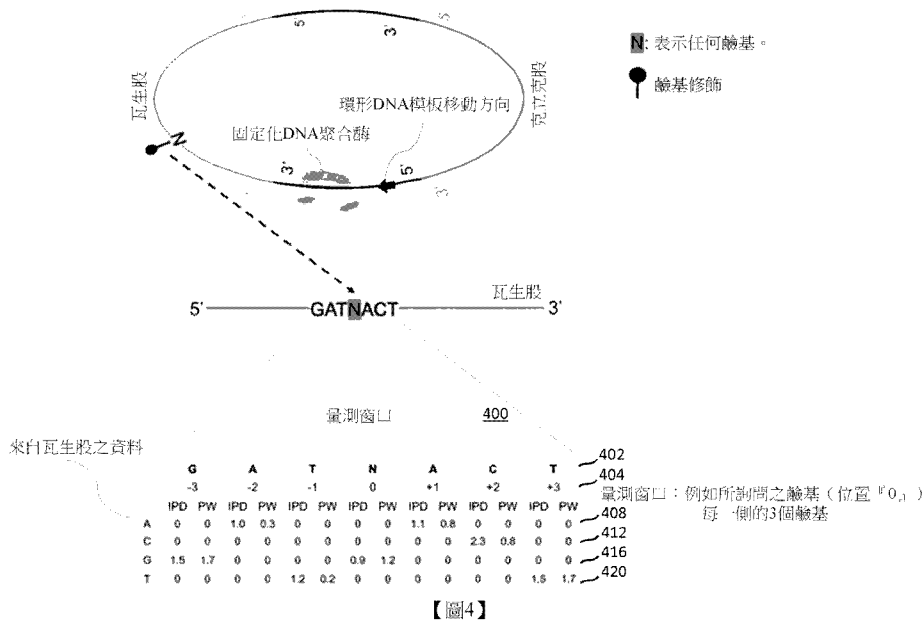 5'
3'
5'
N: 表示任何鹼基。
瓦生股
克立克股
鹼基修飾
環形DNA模板移動方向
N
固定化DNA聚合酶
3'
5'
3'
瓦生股
5'
GATNACT
3'
量測窗口
400
來自瓦生股之資料
G A T N A C T
402
-3 -2 -1 0 +1 +2 +3
404
量測窗口：例如所詢問之鹼基（位置『0』）
每一側的3個鹼基
IPD PW IPD PW IPD PW IPD PW IPD PW IPD PW IPD PW
A 0 0 1.0 0.3 0 0 0 0 1.1 0.8 0 0 0 0
408
C 0 0 0 0 0 0 0 0 0 0 2.3 0.8 0 0
412
G 1.5 1.7 0 0 0 0 0.9 1.2 0 0 0 0 0 0
416
T 0 0 0 0 1.2 0.2 0 0 0 0 0 0 1.5 1.7
420
【圖4】